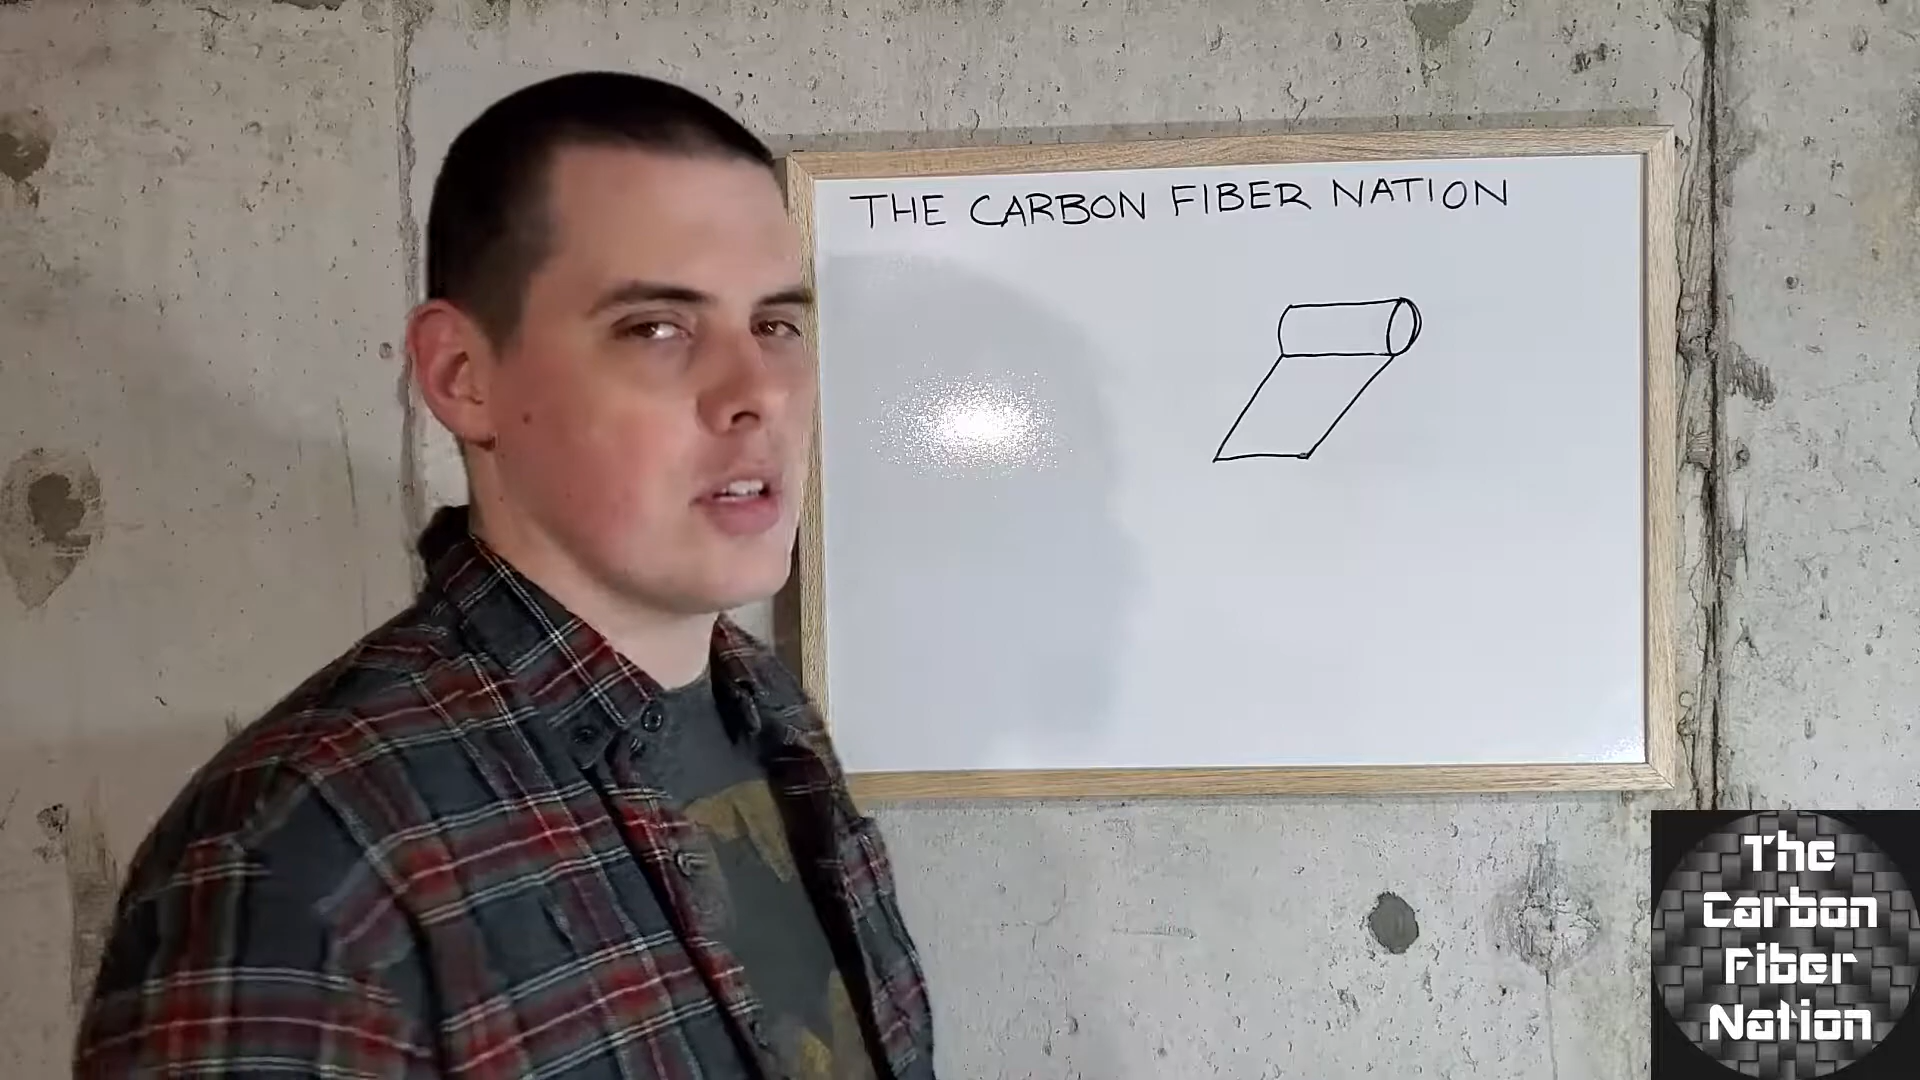 THE CARBON FIBER NATION
The
Carbon
Fiber
Nation